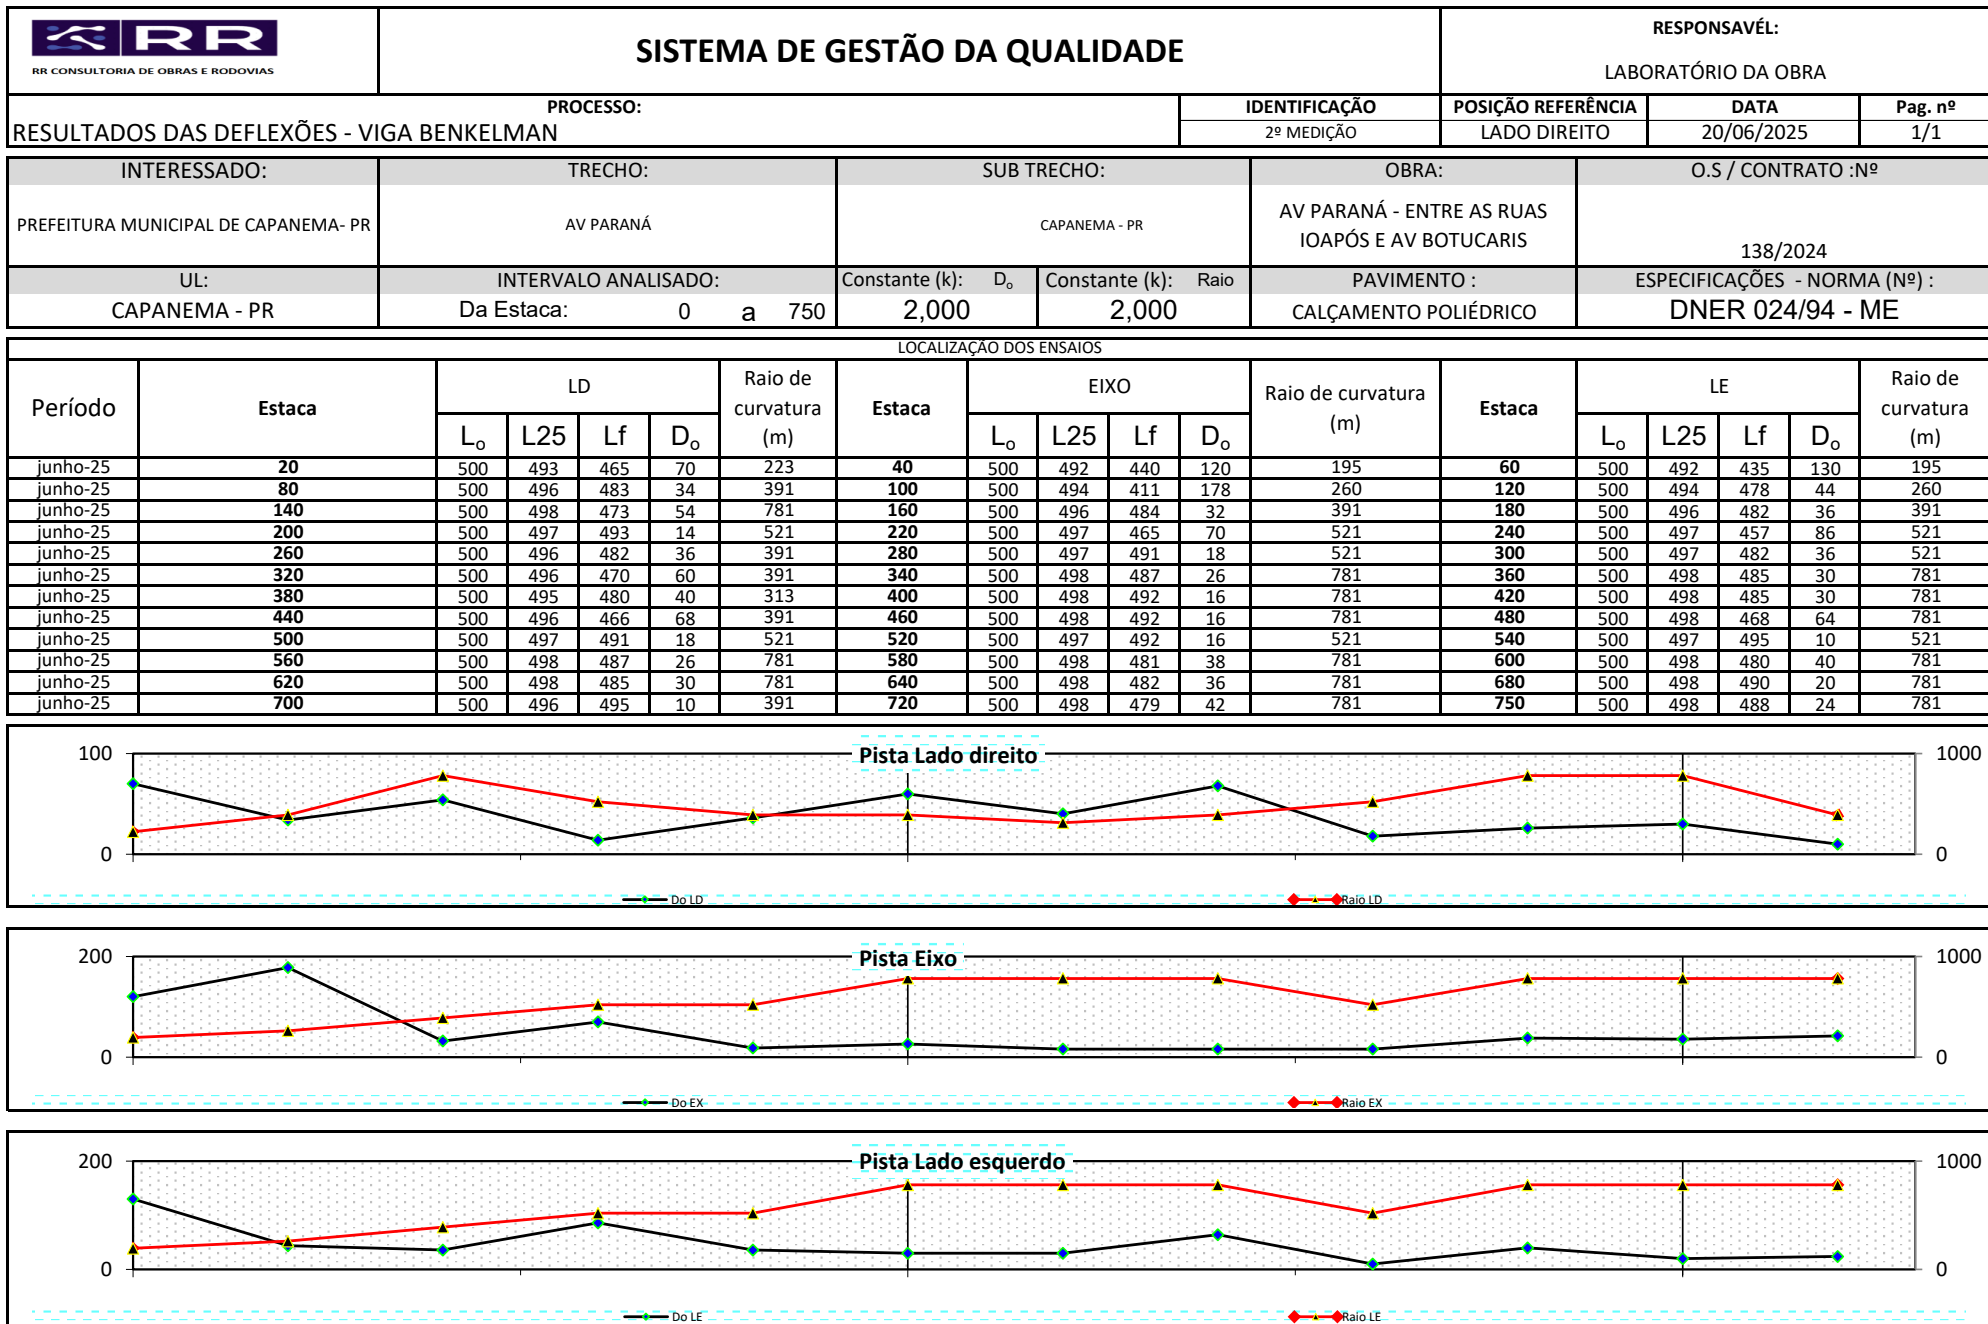 RR
RR CONSULTORIA DE OBRAS E RODOVIAS
SISTEMA DE GESTÃO DA QUALIDADE
RESPONSAVÉL:
LABORATÓRIO DA OBRA
PROCESSO:
RESULTADOS DAS DEFLEXÕES - VIGA BENKELMAN
IDENTIFICAÇÃO POSIÇÃO REFERÊNCIA DATA Pag. nº
2º MEDIÇÃO LADO DIREITO 20/06/2025 1/1
INTERESSADO: TRECHO: SUB TRECHO: OBRA: O.S / CONTRATO :Nº
PREFEITURA MUNICIPAL DE CAPANEMA- PR AV PARANÁ CAPANEMA - PR AV PARANÁ - ENTRE AS RUAS
IOAPÓS E AV BOTUCARIS 138/2024
UL: INTERVALO ANALISADO: Constante (k): Do Constante (k): Raio PAVIMENTO : ESPECIFICAÇÕES - NORMA (Nº) :
CAPANEMA - PR Da Estaca: 0 a 750 2,000 2,000 CALÇAMENTO POLIÉDRICO DNER 024/94 - ME
LOCALIZAÇÃO DOS ENSAIOS
Período Estaca LD Raio de curvatura (m) Estaca EIXO Raio de curvatura (m) Estaca LE Raio de curvatura (m)
Lo L25 Lf Do Lo L25 Lf Do Lo L25 Lf Do
junho-25 20 500 493 465 70 223 40 500 492 440 120 195 60 500 492 435 130 195
junho-25 80 500 496 483 34 391 100 500 494 411 178 260 120 500 494 478 44 260
junho-25 140 500 498 473 54 781 160 500 496 484 32 391 180 500 496 482 36 391
junho-25 200 500 497 493 14 521 220 500 497 465 70 521 240 500 497 457 86 521
junho-25 260 500 496 482 36 391 280 500 497 491 18 521 300 500 497 482 36 521
junho-25 320 500 496 470 60 391 340 500 498 487 26 781 360 500 498 485 30 781
junho-25 380 500 495 480 40 313 400 500 498 492 16 781 420 500 498 485 30 781
junho-25 440 500 496 466 68 391 460 500 498 492 16 781 480 500 498 468 64 781
junho-25 500 500 497 491 18 521 520 500 497 492 16 521 540 500 497 495 10 521
junho-25 560 500 498 487 26 781 580 500 498 481 38 781 600 500 498 480 40 781
junho-25 620 500 498 485 30 781 640 500 498 482 36 781 680 500 498 490 20 781
junho-25 700 500 496 495 10 391 720 500 498 479 42 781 750 500 498 488 24 781
100 Pista Lado direito 1000
0 0
Do LD Raio LD
200 Pista Eixo 1000
0 0
Do EX Raio EX
200 Pista Lado esquerdo 1000
0 0
Do LE Raio LE